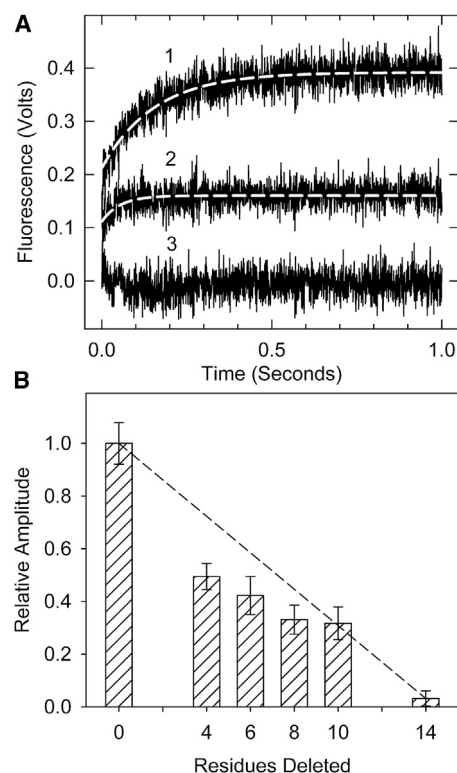 A
Fluorescence (Volts)
0.4
0.3
0.2
0.1
0.0
1
2
3
0.0 0.5 1.0
Time (Seconds)
B
Relative Amplitude
1.0
0.8
0.6
0.4
0.2
0.0
0 4 6 8 10 14
Residues Deleted